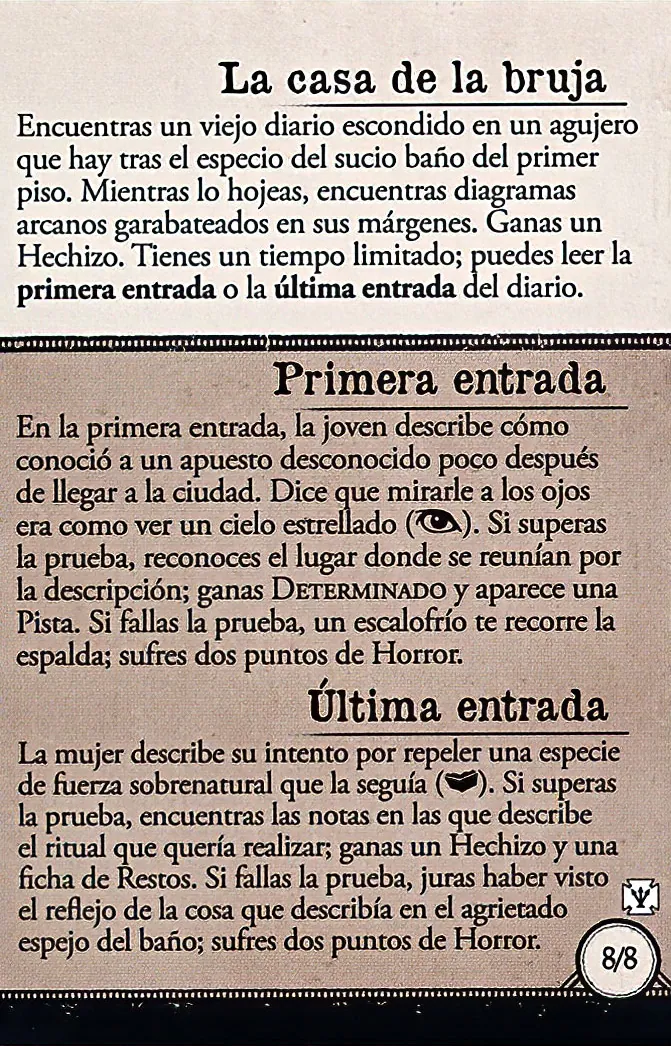 La casa de la bruja
Encuentras un viejo diario escondido en un agujero
que hay tras el especio del sucio baño del primer
piso. Mientras lo hojeas, encuentras diagramas
arcanos garabateados en sus márgenes. Ganas un
Hechizo. Tienes un tiempo limitado; puedes leer la
primera entrada o la última entrada del diario.
Primera entrada
En la primera entrada, la joven describe cómo
conoció a un apuesto desconocido poco después
de llegar a la ciudad. Dice que mirarle a los ojos
era como ver un cielo estrellado (). Si superas
la prueba, reconoces el lugar donde se reunían por
la descripción; ganas DETERMINADO y aparece una
Pista. Si fallas la prueba, un escalofrío te recorre la
espalda; sufres dos puntos de Horror.
Última entrada
La mujer describe su intento por repeler una especie
de fuerza sobrenatural que la seguía (). Si superas
la prueba, encuentras las notas en las que describe
el ritual que quería realizar; ganas un Hechizo y una
ficha de Restos. Si fallas la prueba, juras haber visto
el reflejo de la cosa que describía en el agrietado
espejo del baño; sufres dos puntos de Horror.
8/8